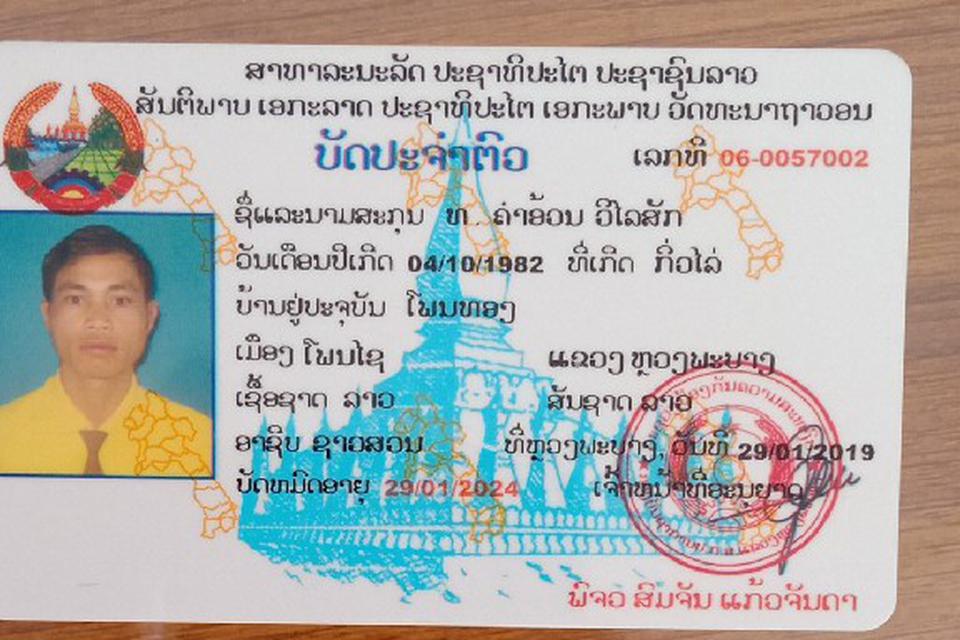 ສາທາລະນະລັດ ປະຊາທິປະໄຕ ປະຊາຊົນລາວ
ສັນຕິພາບ ເອກະລາດ ປະຊາທິປະໄຕ ເອກະພາບ ວັດທະນາຖາວອນ
ບັດປະຈຳຕົວ ເລກທີ 06-0057002
ຊື່ແລະນາມສະກຸນ ທ. ຄຳອ້ອນ ວິໄລສັກ
ວັນເດືອນປີເກີດ 04/10/1982 ທີ່ເກີດ ກິ່ວໄລ່
ບ້ານຢູ່ປະຈຸບັນ ໂພນທອງ
ເມືອງ ໂພນໄຊ ແຂວງ ຫຼວງພະບາງ
ເຊື້ອຊາດ ລາວ ສັນຊາດ ລາວ
ອາຊີບ ຊາວສວນ ທີ່ຫຼວງພະບາງ, ວັນທີ 29/01/2019
ບັດໝົດອາຍຸ 29/01/2024 ເຈົ້າໜ້າທີ່ອະນຸຍາດ
ພົຈວ ສົມຈັນ ແກ້ວຈັນດາ